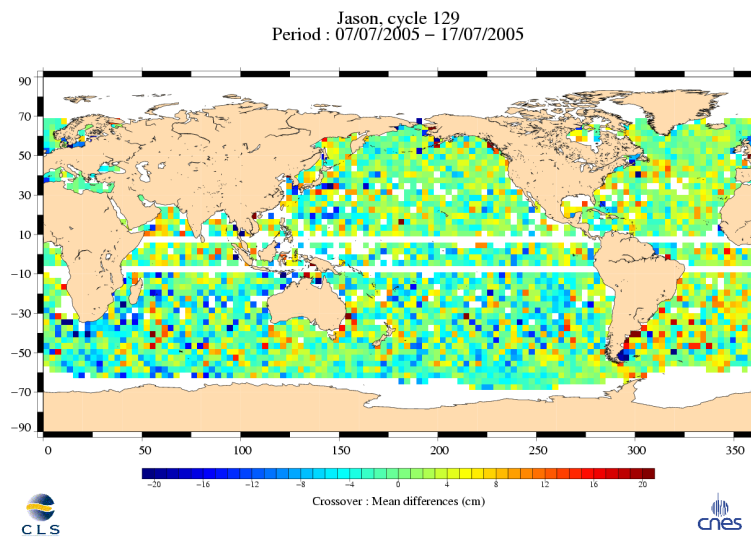 Jason, cycle 129
Period : 07/07/2005 − 17/07/2005
90
70
50
30
10
−10
−30
−50
−70
−90
0 50 100 150 200 250 300 350
−20 −16 −12 −8 −4 0 4 8 12 16 20
Crossover : Mean differences (cm)
CLS
cnes